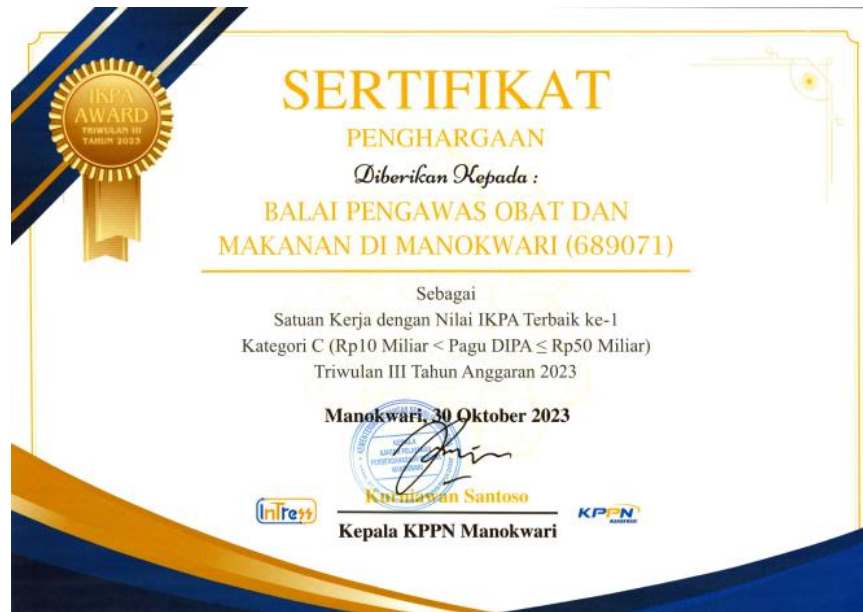 IKPA
AWARD
TRIWULAN III
TAHUN 2023
SERTIFIKAT
PENGHARGAAN
Diberikan Kepada :
BALAI PENGAWAS OBAT DAN
MAKANAN DI MANOKWARI (689071)
Sebagai
Satuan Kerja dengan Nilai IKPA Terbaik ke-1
Kategori C (Rp10 Miliar < Pagu DIPA ≤ Rp50 Miliar)
Triwulan III Tahun Anggaran 2023
Manokwari, 30 Oktober 2023
KEPALA
Kurniawan Santoso
InTress
KPPN
Kepala KPPN Manokwari